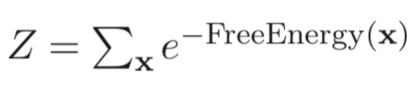 Z = ∑ₓ e^{−FreeEnergy(x)}